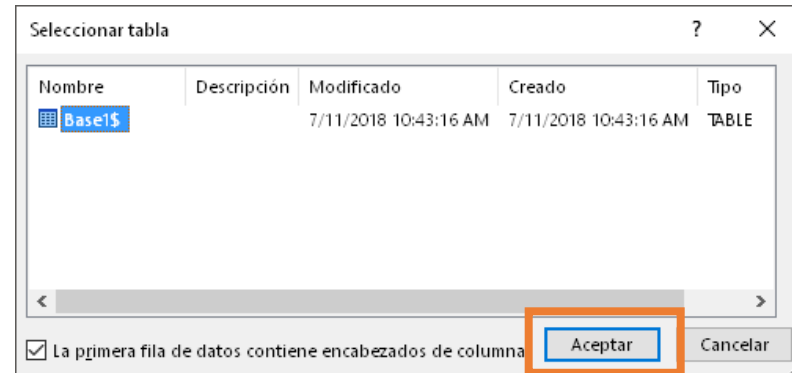 Seleccionar tabla ? X
Nombre Descripción Modificado Creado Tipo
Base1$ 7/11/2018 10:43:16 AM 7/11/2018 10:43:16 AM TABLE
La primera fila de datos contiene encabezados de columna Aceptar Cancelar